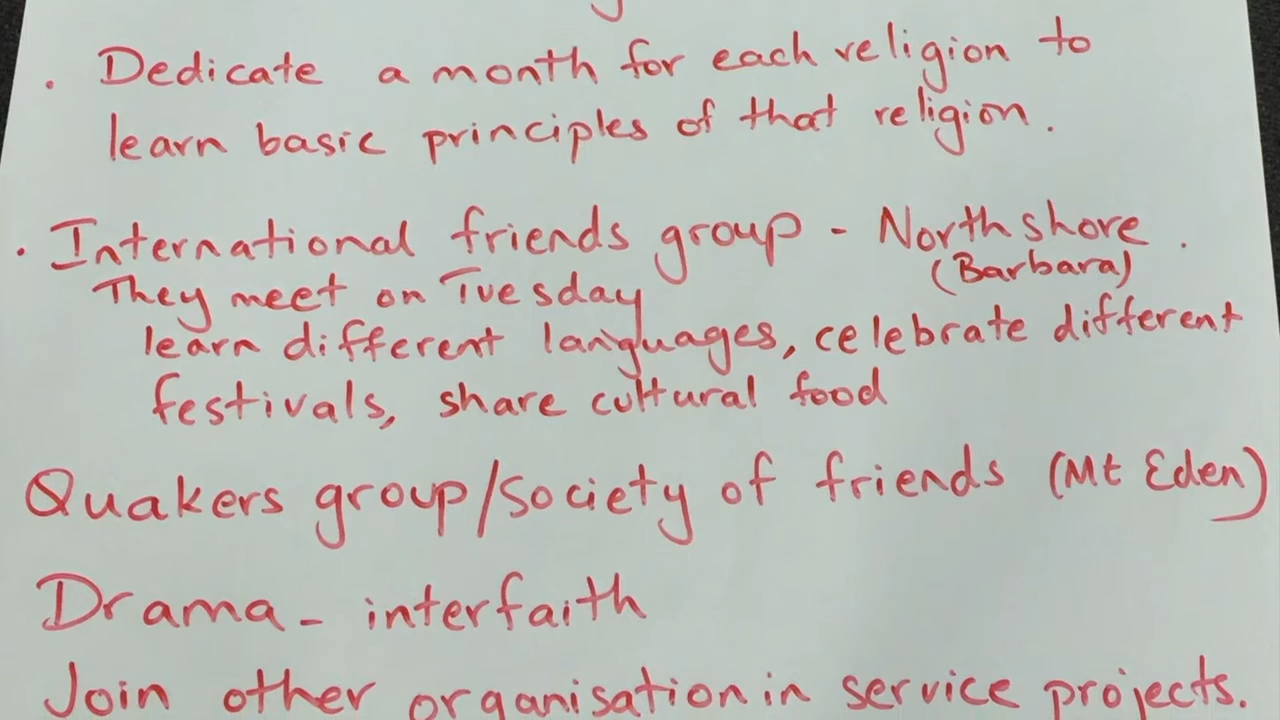 . Dedicate a month for each religion to
learn basic principles of that religion.
. International friends group - Northshore.
(Barbara)
They meet on Tuesday
learn different languages, celebrate different
festivals, share cultural food
Quakers group/Society of friends (Mt Eden)
Drama - interfaith
Join other organisation in service projects.